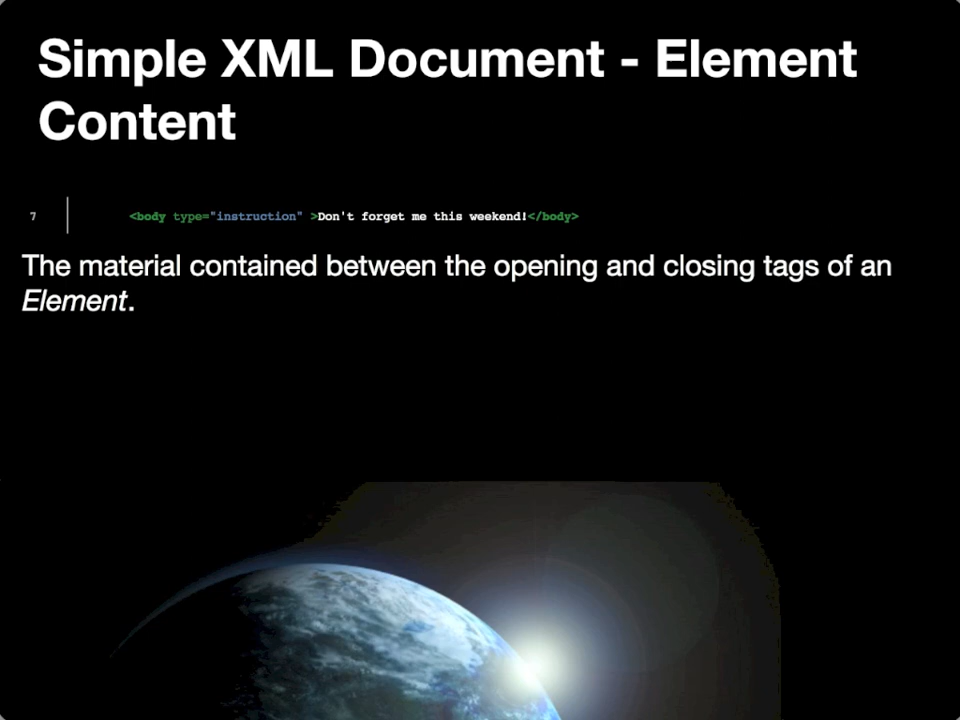 Simple XML Document - Element
Content
7 <body type="instruction" >Don't forget me this weekend!</body>
The material contained between the opening and closing tags of an
Element.